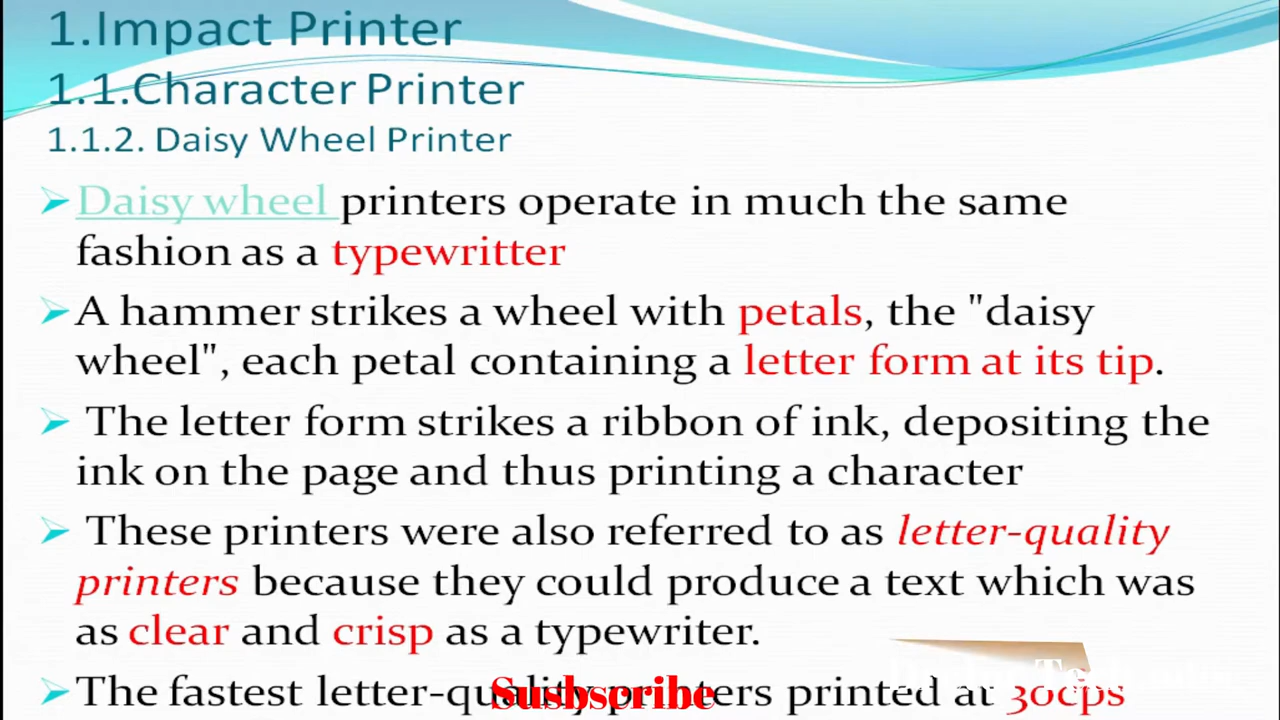 1.Impact Printer
1.1.Character Printer
1.1.2. Daisy Wheel Printer
Daisy wheel printers operate in much the same
fashion as a typewritter
A hammer strikes a wheel with petals, the "daisy
wheel", each petal containing a letter form at its tip.
The letter form strikes a ribbon of ink, depositing the
ink on the page and thus printing a character
These printers were also referred to as letter-quality
printers because they could produce a text which was
as clear and crisp as a typewriter.
The fastest letter-quality printers printed at 30cps
Susbscribe